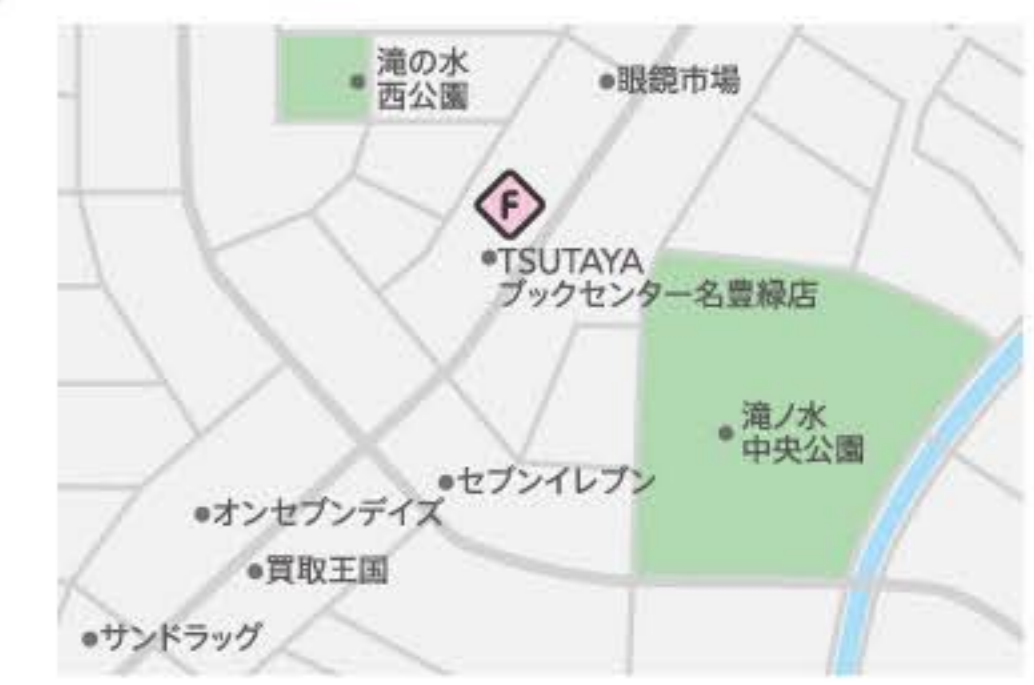 滝の水
西公園
眼鏡市場
F
TSUTAYA
ブックセンター名豊緑店
滝ノ水
中央公園
セブンイレブン
オンセブンデイズ
買取王国
サンドラッグ